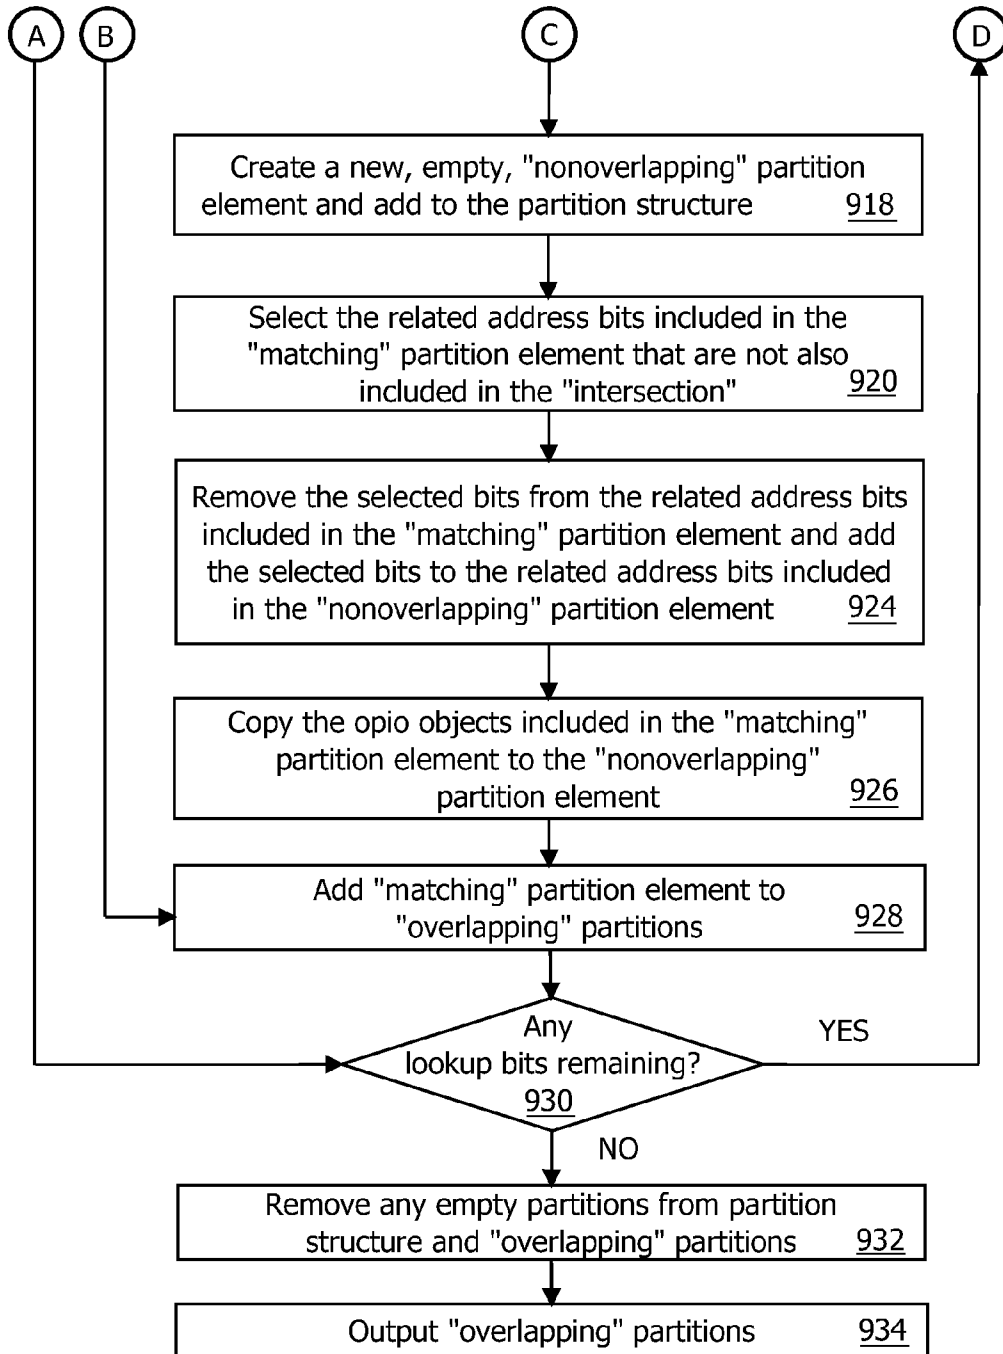 A
B
C
D
Create a new, empty, "nonoverlapping" partition
element and add to the partition structure 918
Select the related address bits included in the
"matching" partition element that are not also
included in the "intersection" 920
Remove the selected bits from the related address bits
included in the "matching" partition element and add
the selected bits to the related address bits included
in the "nonoverlapping" partition element 924
Copy the opio objects included in the "matching"
partition element to the "nonoverlapping"
partition element 926
Add "matching" partition element to
"overlapping" partitions 928
Any
lookup bits remaining?
930
YES
NO
Remove any empty partitions from partition
structure and "overlapping" partitions 932
Output "overlapping" partitions 934